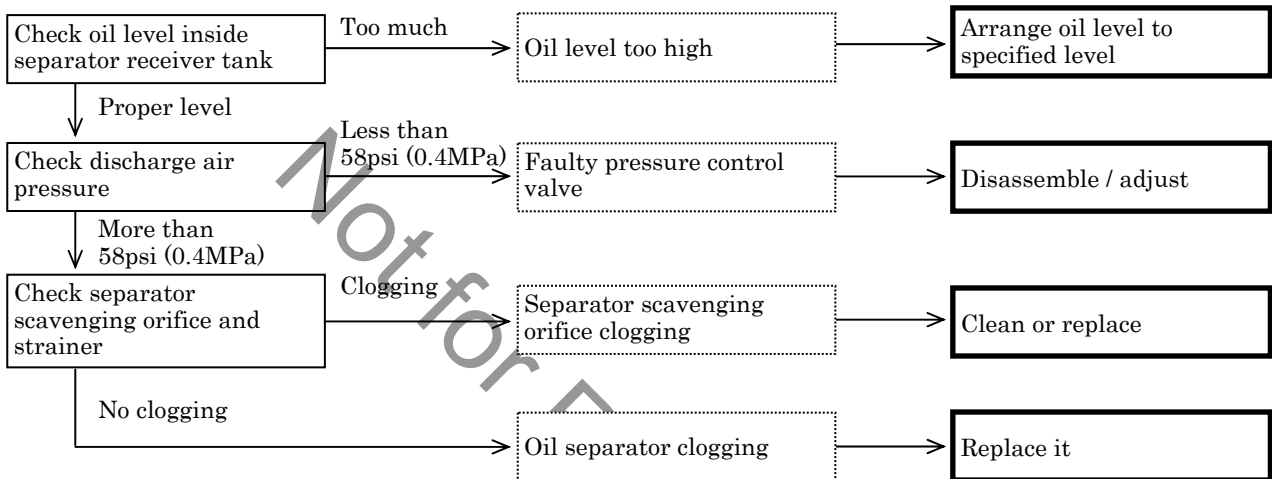 Check oil level inside
separator receiver tank
Too much
Oil level too high
Arrange oil level to
specified level
Proper level
Check discharge air
pressure
Less than
58psi (0.4MPa)
Faulty pressure control
valve
Disassemble / adjust
More than
58psi (0.4MPa)
Check separator
scavenging orifice and
strainer
Clogging
Separator scavenging
orifice clogging
Clean or replace
No clogging
Oil separator clogging
Replace it
Not for